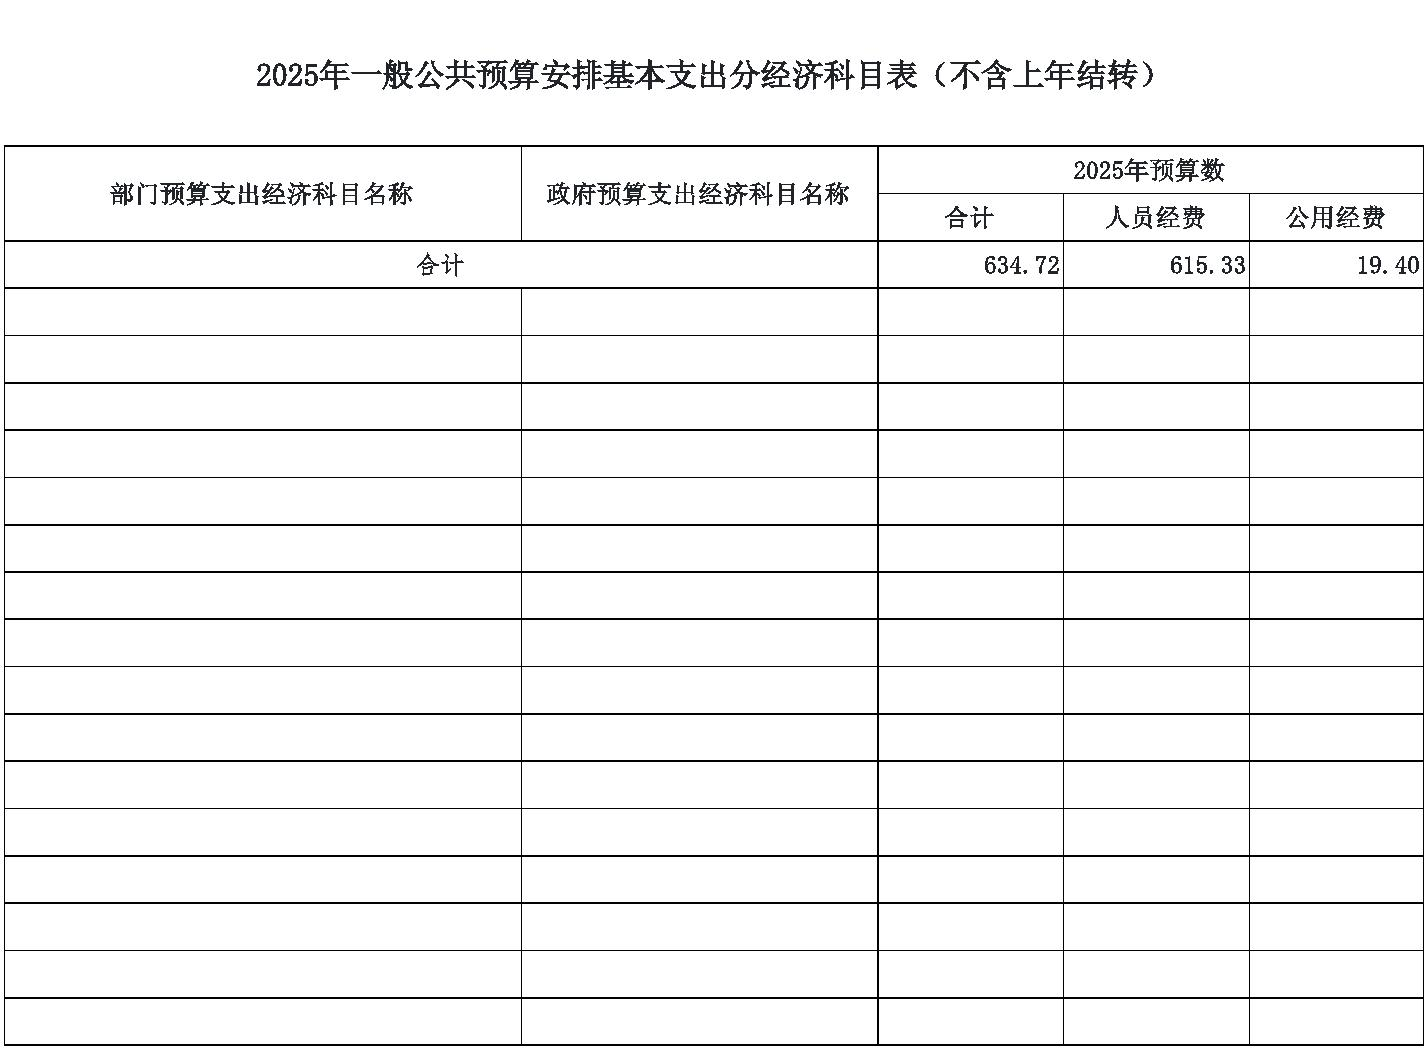 2025年一般公共预算安排基本支出分经济科目表（不含上年结转）
部门预算支出经济科目名称 政府预算支出经济科目名称 2025年预算数
合计 人员经费 公用经费
合计 634.72 615.33 19.40